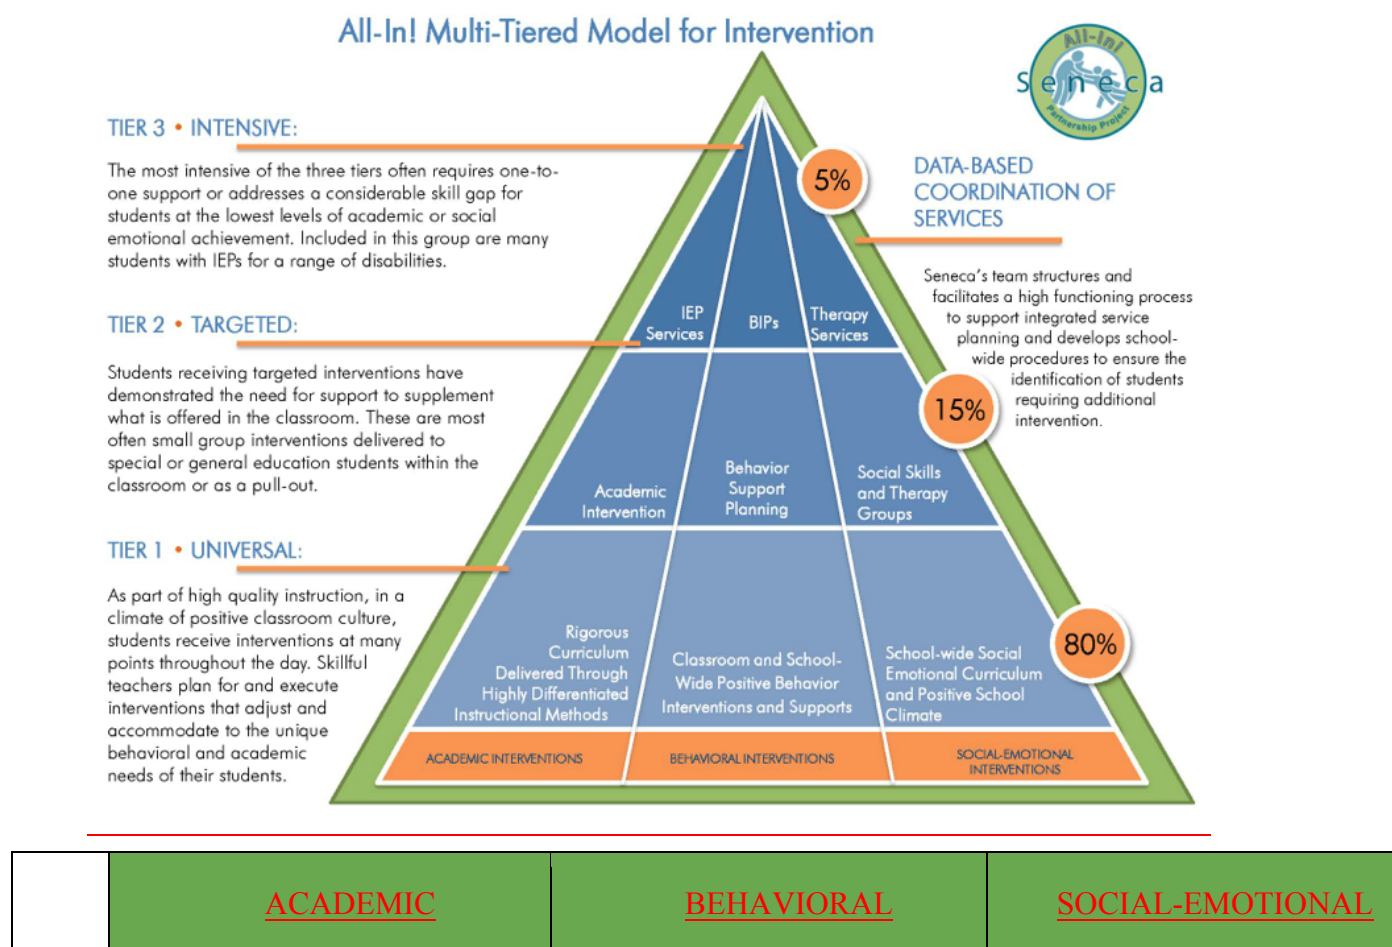 All-In! Multi-Tiered Model for Intervention
All-In!
Seneca
Partnership Project
TIER 3 • INTENSIVE:
The most intensive of the three tiers often requires one-to-
one support or addresses a considerable skill gap for
students at the lowest levels of academic or social
emotional achievement. Included in this group are many
students with IEPs for a range of disabilities.
5%
DATA-BASED
COORDINATION OF
SERVICES
Seneca's team structures and
facilitates a high functioning process
to support integrated service
planning and develops school-
wide procedures to ensure the
identification of students
requiring additional
intervention.
IEP
Services
BIPs
Therapy
Services
TIER 2 • TARGETED:
Students receiving targeted interventions have
demonstrated the need for support to supplement
what is offered in the classroom. These are most
often small group interventions delivered to
special or general education students within the
classroom or as a pull-out.
15%
Academic
Intervention
Behavior
Support
Planning
Social Skills
and Therapy
Groups
TIER 1 • UNIVERSAL:
As part of high quality instruction, in a
climate of positive classroom culture,
students receive interventions at many
points throughout the day. Skillful
teachers plan for and execute
interventions that adjust and
accommodate to the unique
behavioral and academic
needs of their students.
80%
Rigorous
Curriculum
Delivered Through
Highly Differentiated
Instructional Methods
Classroom and School-
Wide Positive Behavior
Interventions and Supports
School-wide Social
Emotional Curriculum
and Positive School
Climate
ACADEMIC INTERVENTIONS
BEHAVIORAL INTERVENTIONS
SOCIAL-EMOTIONAL
INTERVENTIONS
ACADEMIC
BEHAVIORAL
SOCIAL-EMOTIONAL